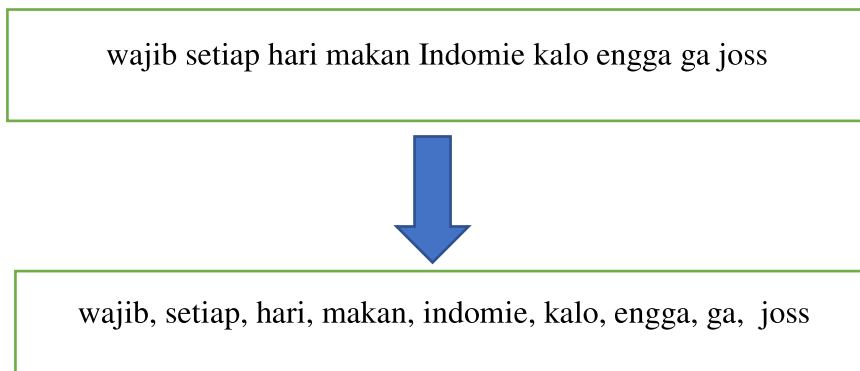 wajib setiap hari makan Indomie kalo engga ga joss
wajib, setiap, hari, makan, indomie, kalo, engga, ga,  joss